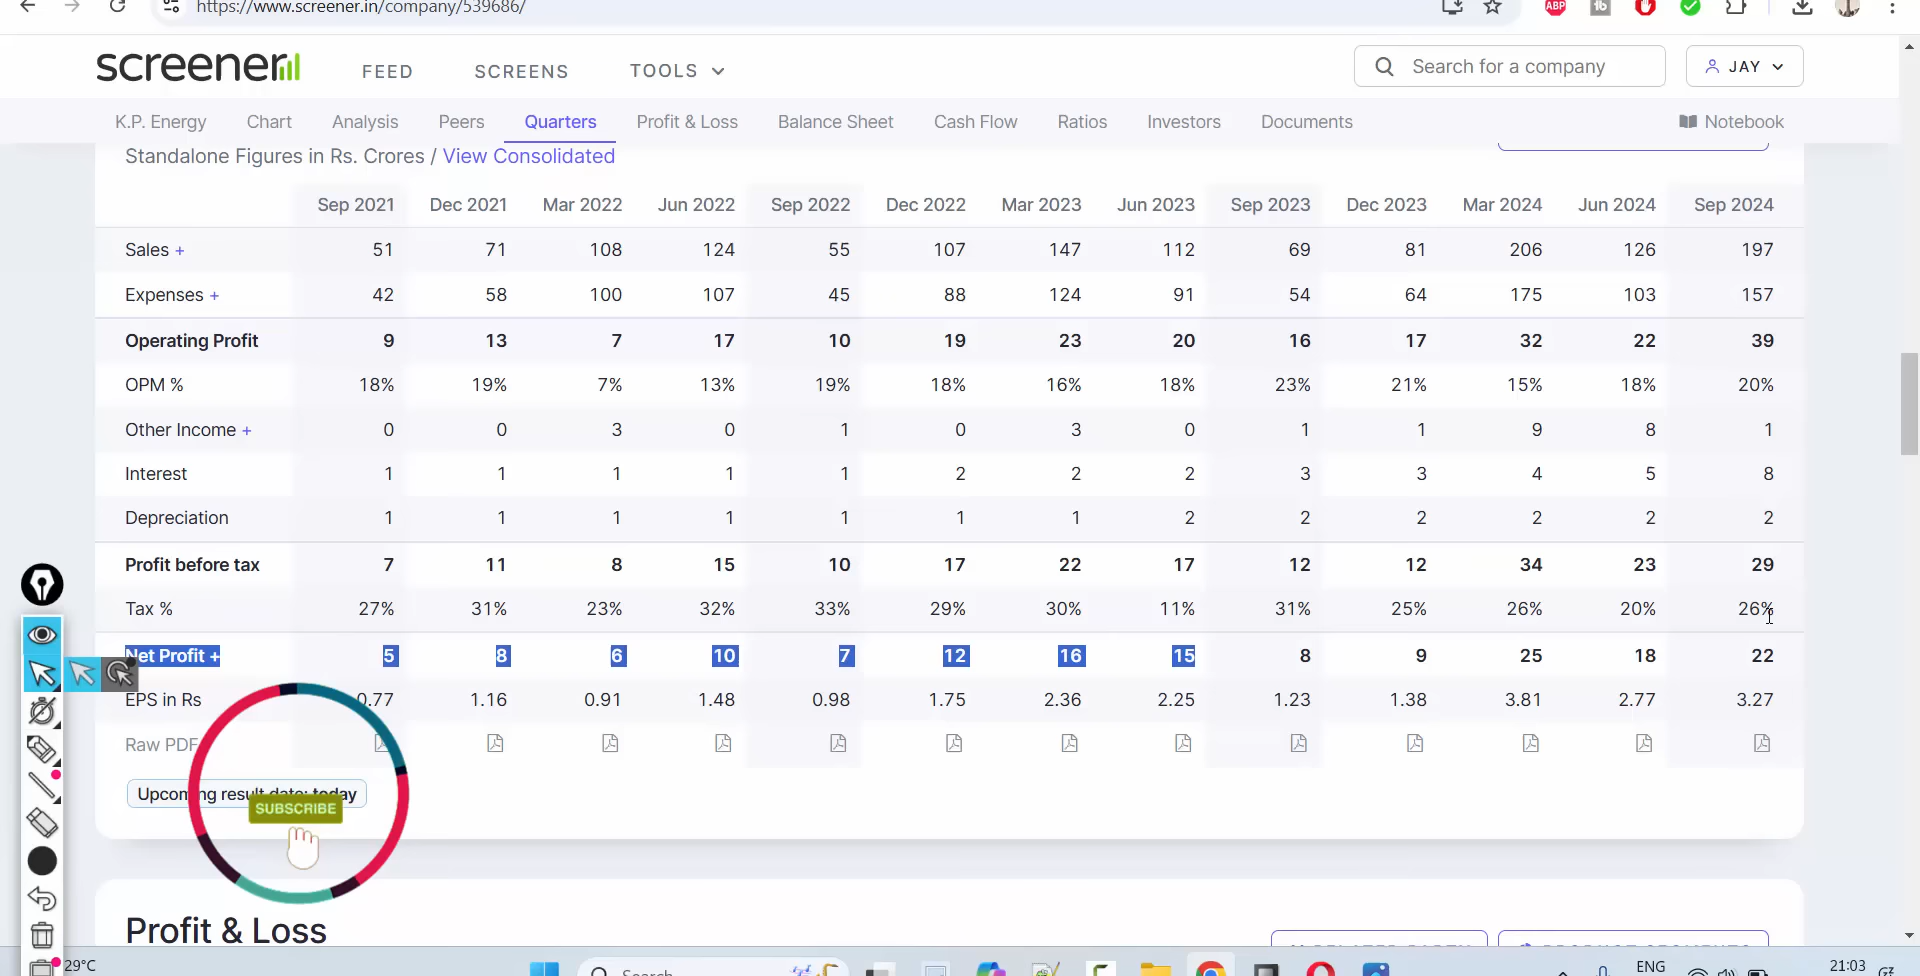 https://www.screener.in/company/539686/
screener FEED SCREENS TOOLS Search for a company JAY
K.P. Energy Chart Analysis Peers Quarters Profit & Loss Balance Sheet Cash Flow Ratios Investors Documents Notebook
Standalone Figures in Rs. Crores / View Consolidated
Sep 2021 Dec 2021 Mar 2022 Jun 2022 Sep 2022 Dec 2022 Mar 2023 Jun 2023 Sep 2023 Dec 2023 Mar 2024 Jun 2024 Sep 2024
Sales + 51 71 108 124 55 107 147 112 69 81 206 126 197
Expenses + 42 58 100 107 45 88 124 91 54 64 175 103 157
Operating Profit 9 13 7 17 10 19 23 20 16 17 32 22 39
OPM % 18% 19% 7% 13% 19% 18% 16% 18% 23% 21% 15% 18% 20%
Other Income + 0 0 3 0 1 0 3 0 1 1 9 8 1
Interest 1 1 1 1 1 2 2 2 3 3 4 5 8
Depreciation 1 1 1 1 1 1 1 2 2 2 2 2 2
Profit before tax 7 11 8 15 10 17 22 17 12 12 34 23 29
Tax % 27% 31% 23% 32% 33% 29% 30% 11% 31% 25% 26% 20% 26%
Net Profit + 5 8 6 10 7 12 16 15 8 9 25 18 22
EPS in Rs 0.77 1.16 0.91 1.48 0.98 1.75 2.36 2.25 1.23 1.38 3.81 2.77 3.27
Raw PDF
Upcoming result date: today
SUBSCRIBE
Profit & Loss
29°C Search ENG 21:03